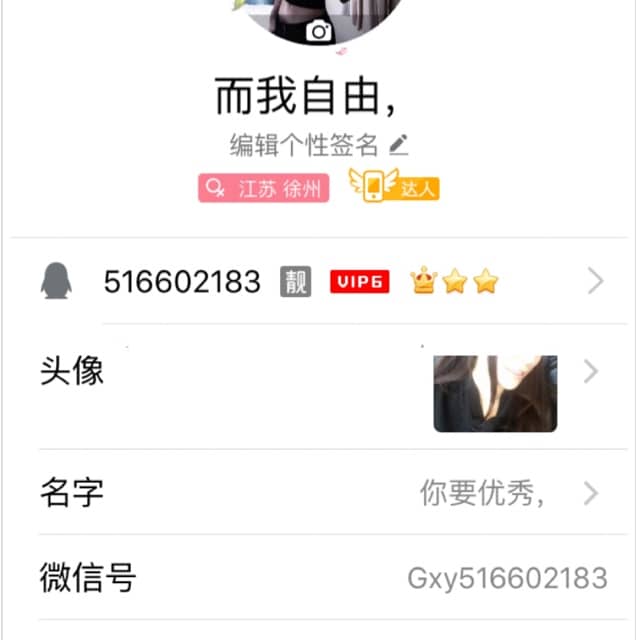 而我自由，
编辑个性签名
江苏 徐州 达人
516602183 靓 VIP6
头像
名字 你要优秀，
微信号 Gxy516602183